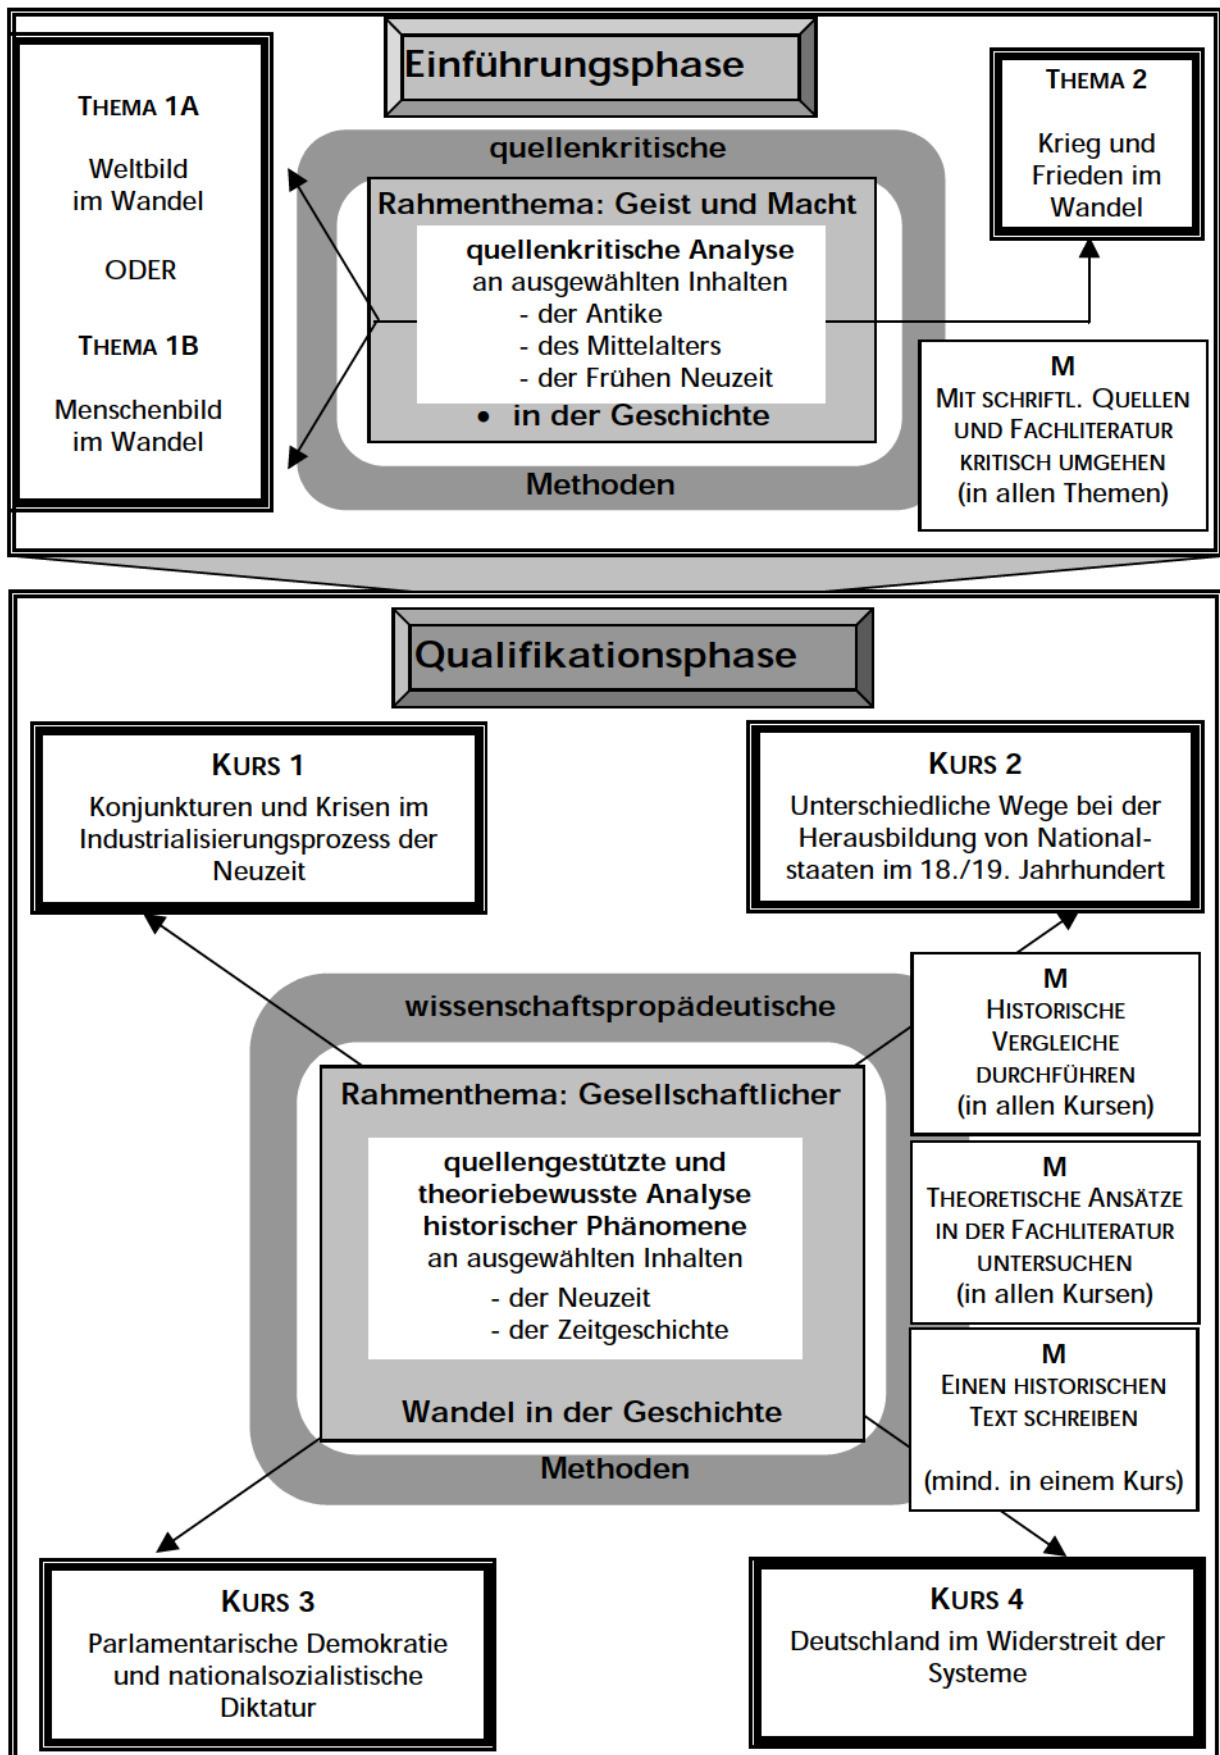 Einführungsphase
THEMA 1A
Weltbild
im Wandel
ODER
THEMA 1B
Menschenbild
im Wandel
quellenkritische
Rahmenthema: Geist und Macht
quellenkritische Analyse
an ausgewählten Inhalten
- der Antike
- des Mittelalters
- der Frühen Neuzeit
• in der Geschichte
Methoden
THEMA 2
Krieg und
Frieden im
Wandel
M
MIT SCHRIFTL. QUELLEN
UND FACHLITERATUR
KRITISCH UMGEHEN
(in allen Themen)
Qualifikationsphase
KURS 1
Konjunkturen und Krisen im
Industrialisierungsprozess der
Neuzeit
KURS 2
Unterschiedliche Wege bei der
Herausbildung von National-
staaten im 18./19. Jahrhundert
wissenschaftspropädeutische
Rahmenthema: Gesellschaftlicher
quellengestützte und
theoriebewusste Analyse
historischer Phänomene
an ausgewählten Inhalten
- der Neuzeit
- der Zeitgeschichte
Wandel in der Geschichte
Methoden
M
HISTORISCHE
VERGLEICHE
DURCHFÜHREN
(in allen Kursen)
M
THEORETISCHE ANSÄTZE
IN DER FACHLITERATUR
UNTERSUCHEN
(in allen Kursen)
M
EINEN HISTORISCHEN
TEXT SCHREIBEN
(mind. in einem Kurs)
KURS 3
Parlamentarische Demokratie
und nationalsozialistische
Diktatur
KURS 4
Deutschland im Widerstreit der
Systeme